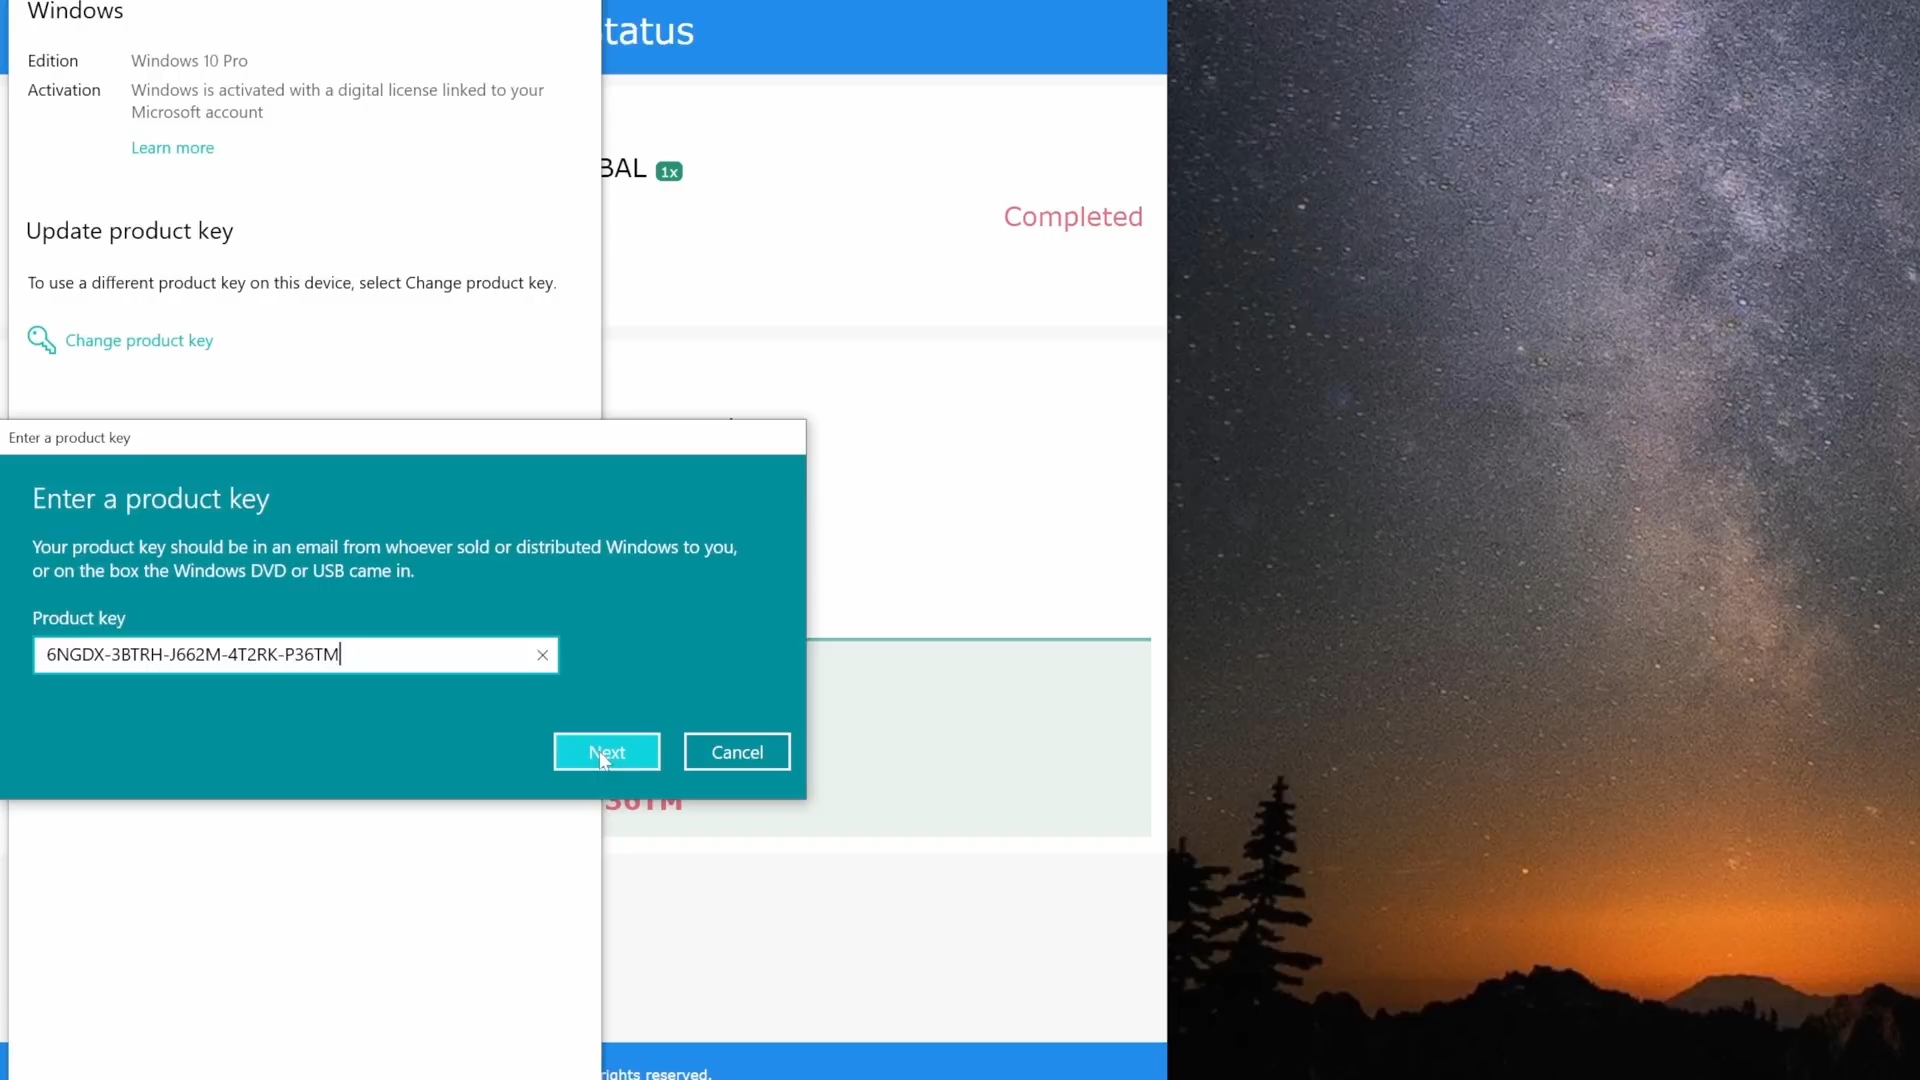 Windows
tatus
Edition Windows 10 Pro
Activation Windows is activated with a digital license linked to your
Microsoft account
Learn more
BAL 1x
Completed
Update product key
To use a different product key on this device, select Change product key.
Change product key
Enter a product key
Enter a product key
Your product key should be in an email from whoever sold or distributed Windows to you,
or on the box the Windows DVD or USB came in.
Product key
6NGDX-3BTRH-J662M-4T2RK-P36TM
Next Cancel
36TM
rights reserved.